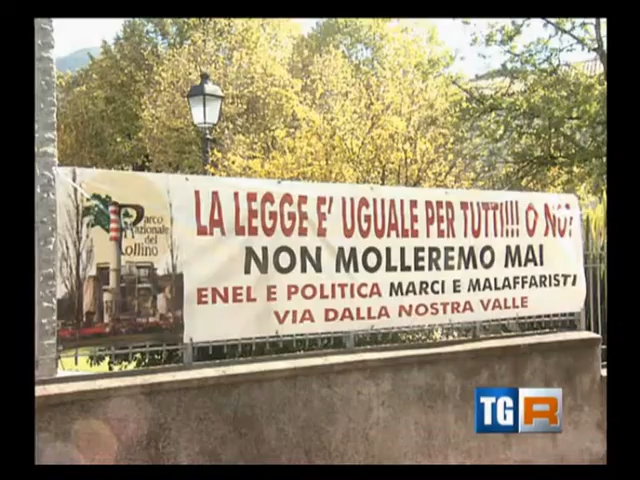 LA LEGGE E' UGUALE PER TUTTI!!! O NO?
NON MOLLEREMO MAI
ENEL E POLITICA MARCI E MALAFFARISTI
VIA DALLA NOSTRA VALLE
Parco
Nazionale
del
Pollino
TGR